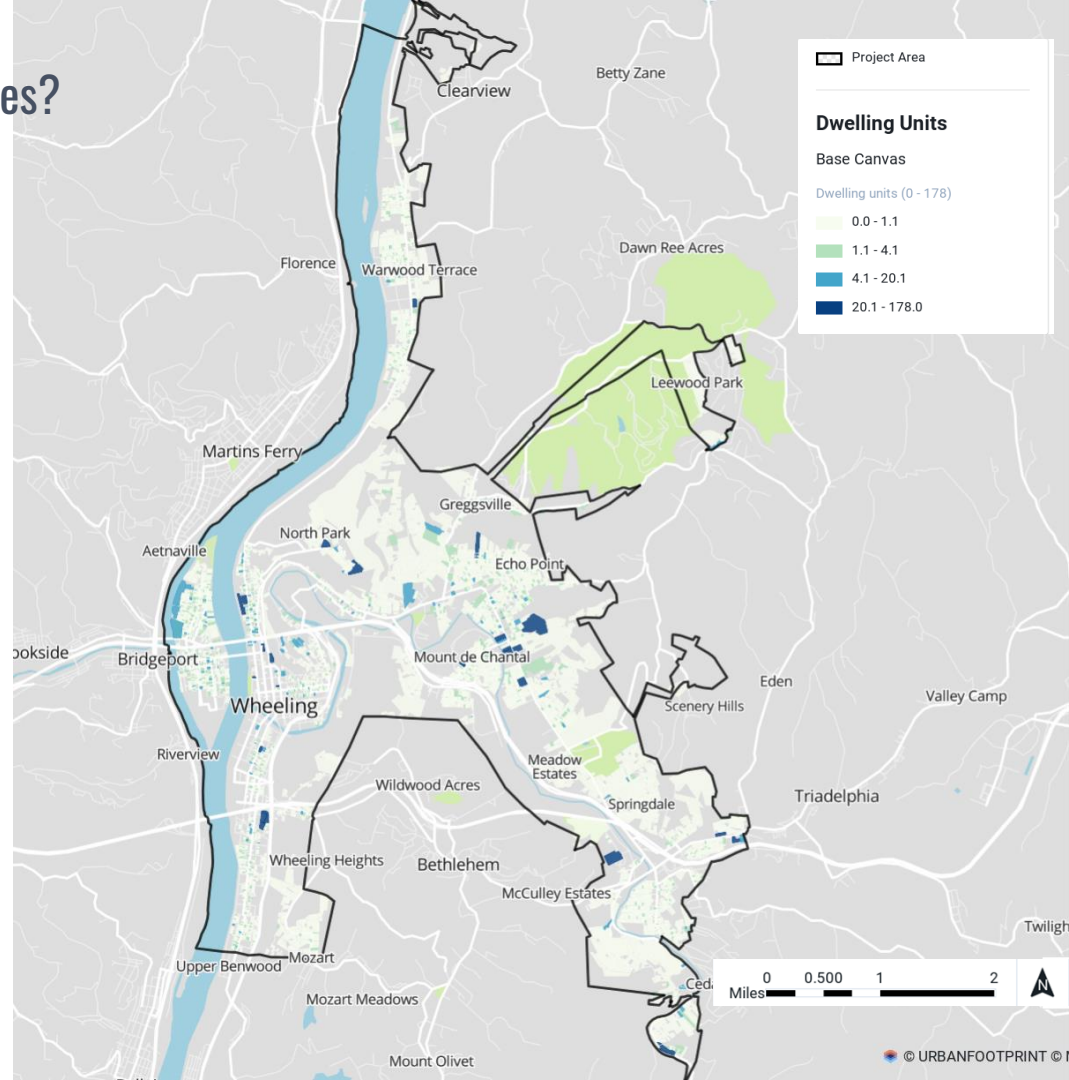 es?
Project Area
Dwelling Units
Base Canvas
Dwelling units (0 - 178)
0.0 - 1.1
1.1 - 4.1
4.1 - 20.1
20.1 - 178.0
Betty Zane
Clearview
Dawn Ree Acres
Florence
Warwood Terrace
Leewood Park
Martins Ferry
Greggsville
North Park
Aetnaville
Echo Point
ookside
Bridgeport
Mount de Chantal
Eden
Valley Camp
Wheeling
Scenery Hills
Riverview
Meadow
Estates
Wildwood Acres
Triadelphia
Springdale
Wheeling Heights
Bethlehem
McCulley Estates
Twiligh
Mozart
Upper Benwood
Ceda
0 0.500 1 2
Miles
N
Mozart Meadows
Mount Olivet
© URBANFOOTPRINT © M